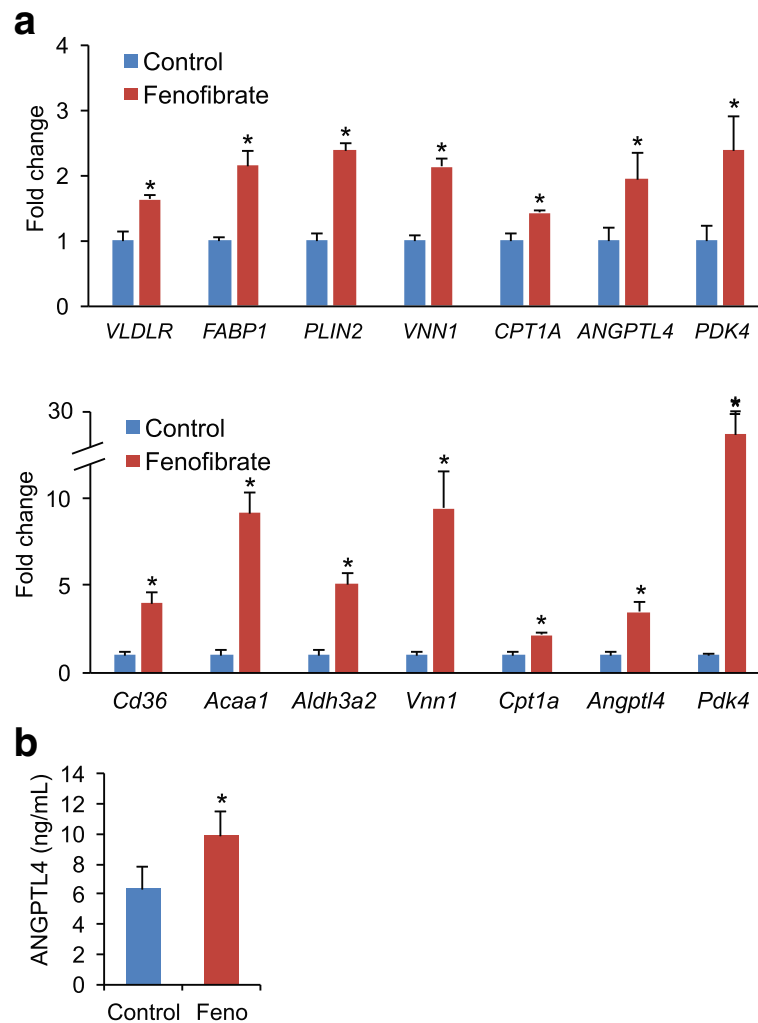 a
4
Control
Fenofibrate
3
2
1
0
Fold change
* * * * * * *
VLDLR FABP1 PLIN2 VNN1 CPT1A ANGPTL4 PDK4
30
Control
Fenofibrate
10
5
0
Fold change
* * * * * * *
Cd36 Acaa1 Aldh3a2 Vnn1 Cpt1a Angptl4 Pdk4
b
14
12
10
8
6
4
2
0
ANGPTL4 (ng/mL)
*
Control Feno